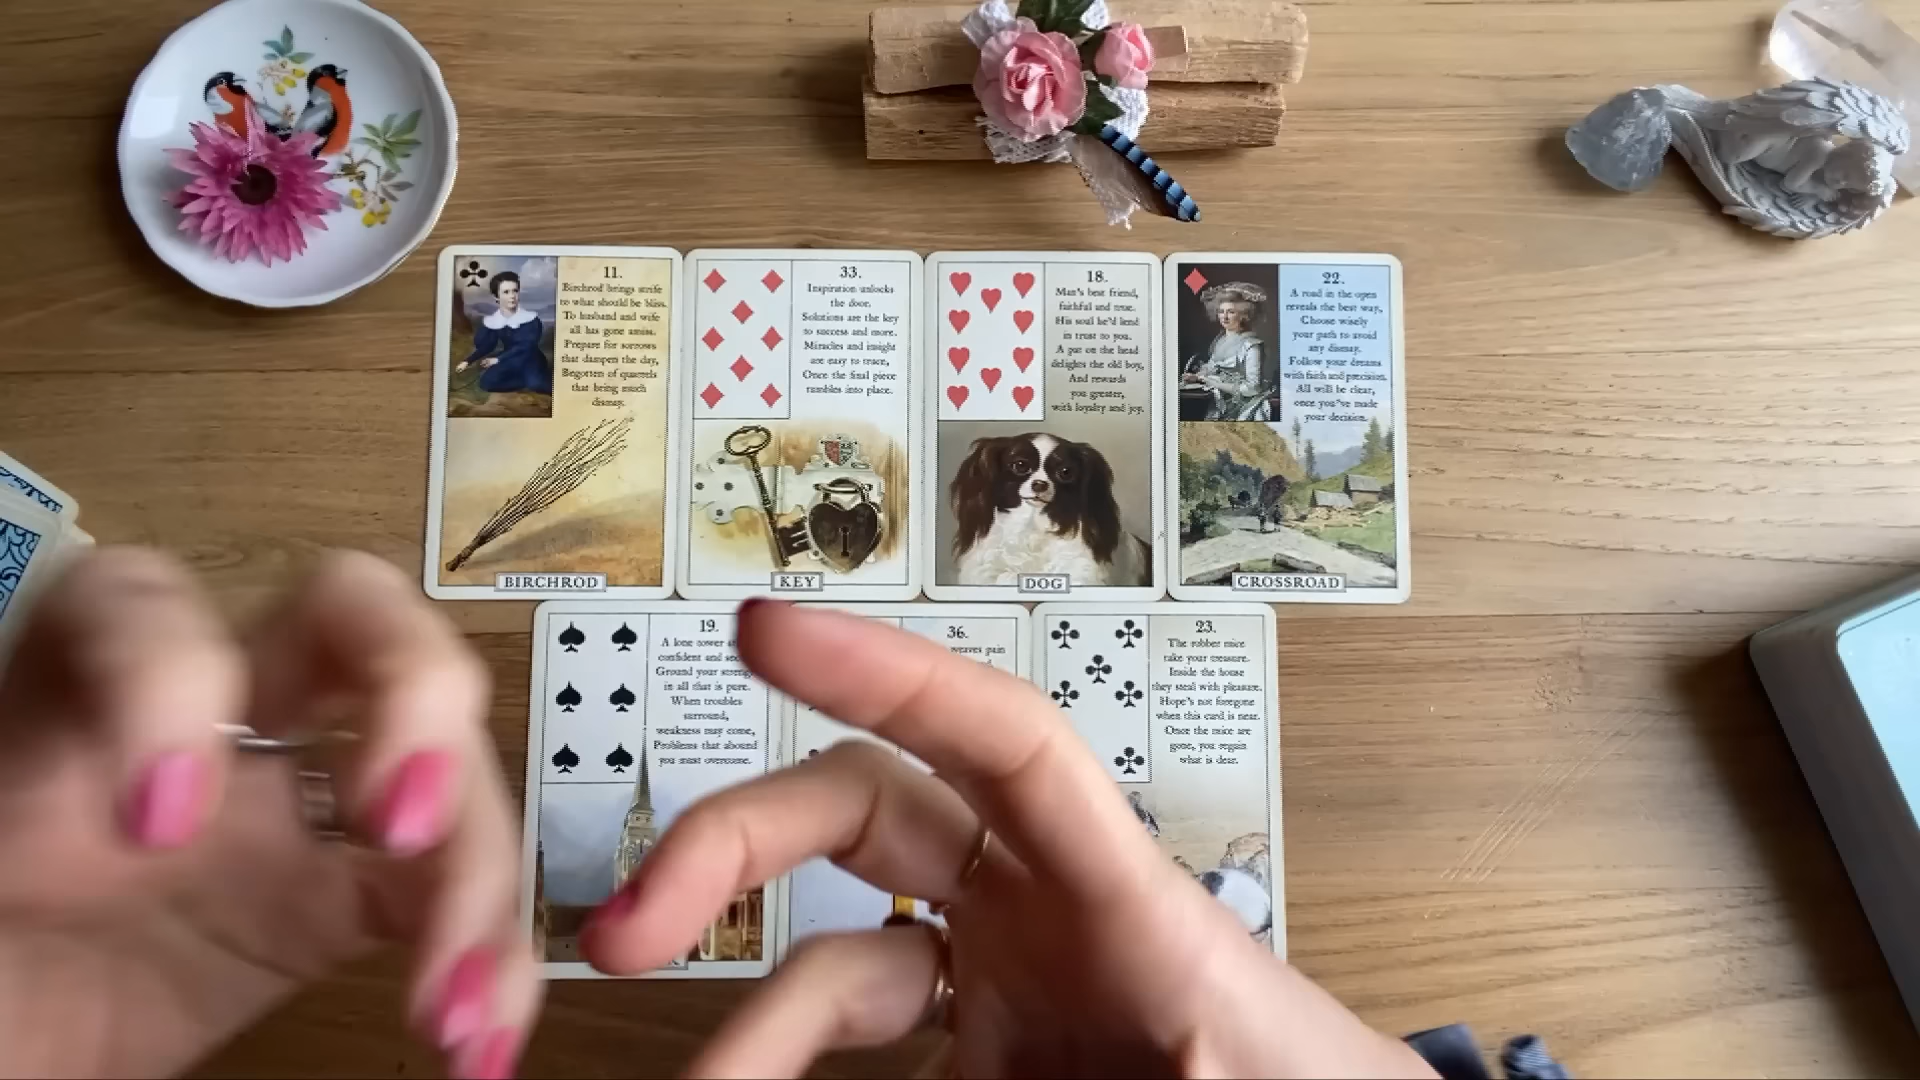 11.
Birchrod brings strife
to what should be bliss.
To husband and wife
all has gone amiss.
Prepare for sorrows
that dampen the day,
Begotten of quarrels
that bring much
dismay.
BIRCHROD
33.
Inspiration unlocks
the door.
Solutions are the key
to success and more.
Miracles and insight
are easy to trace,
Once the final piece
tumbles into place.
KEY
18.
Man's best friend,
faithful and true.
His soul he'd lend
in trust to you.
A pat on the head
delights the old boy,
And rewards
you greater,
with loyalty and joy.
DOG
22.
A road in the open
reveals the best way,
Choose wisely
your path to avoid
any dismay.
Follow your dreams
with faith and precision.
All will be clear,
once you've made
your decision.
CROSSROAD
19.
A lone tower
confident and
Ground your
in all that is pure.
When troubles
surround,
weakness may come,
Problems that abound
you must overcome.
36.
weaves pain
23.
The robber mice
take your treasure.
Inside the house
they steal with pleasure.
Hope's not foregone
when this card is near.
Once the mice are
gone, you regain
what is dear.